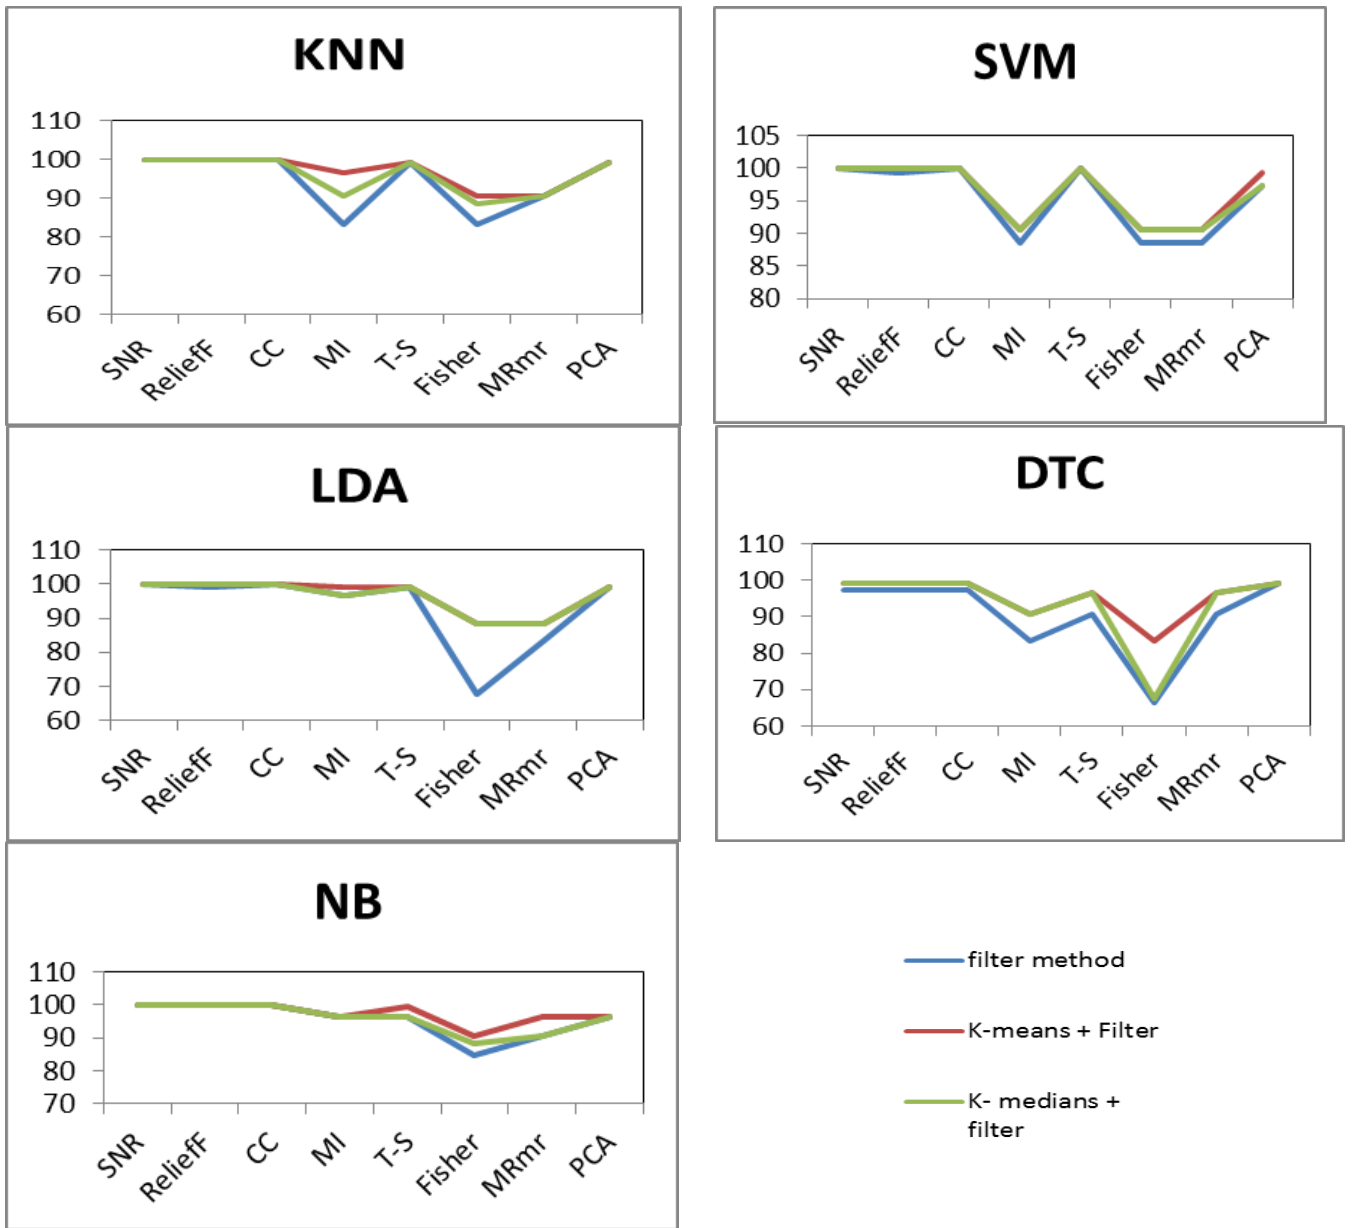 KNN
110
100
90
80
70
60
SNR
ReliefF
CC
MI
T-S
Fisher
MRmr
PCA
SVM
105
100
95
90
85
80
SNR
ReliefF
CC
MI
T-S
Fisher
MRmr
PCA
LDA
110
100
90
80
70
60
SNR
ReliefF
CC
MI
T-S
Fisher
MRmr
PCA
DTC
110
100
90
80
70
60
SNR
ReliefF
CC
MI
T-S
Fisher
MRmr
PCA
NB
110
100
90
80
70
SNR
ReliefF
CC
MI
T-S
Fisher
MRmr
PCA
filter method
K-means + Filter
K- medians +
filter